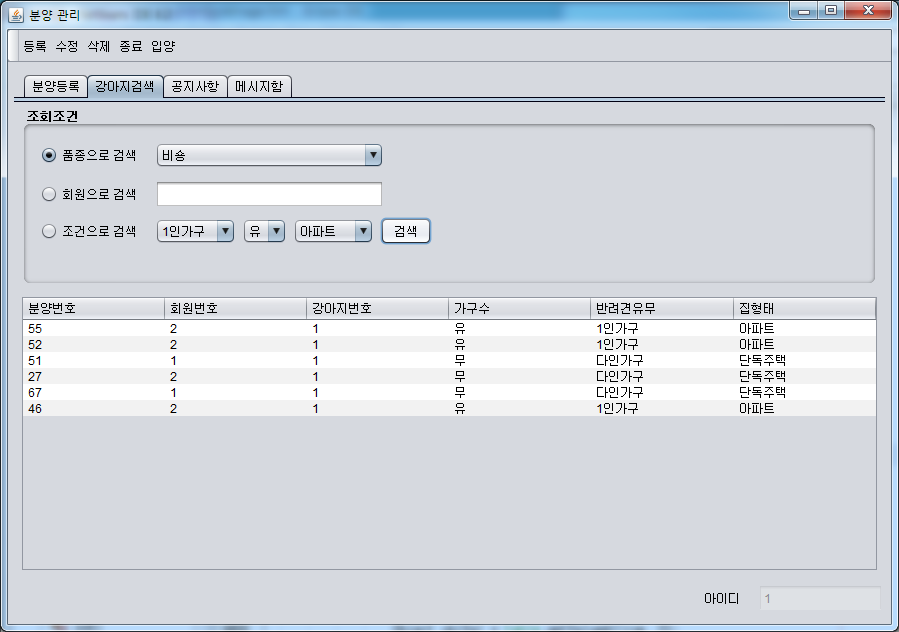 분양 관리
등록 수정 삭제 종료 입양
분양등록 강아지검색 공지사항 메시지함
조회조건
품종으로 검색 비숑
회원으로 검색
조건으로 검색 1인가구 유 아파트 검색
분양번호 회원번호 강아지번호 가구수 반려견유무 집형태
55 2 1 유 1인가구 아파트
52 2 1 유 1인가구 아파트
51 1 1 무 다인가구 단독주택
27 2 1 무 다인가구 단독주택
67 1 1 무 다인가구 단독주택
46 2 1 유 1인가구 아파트
아이디 1